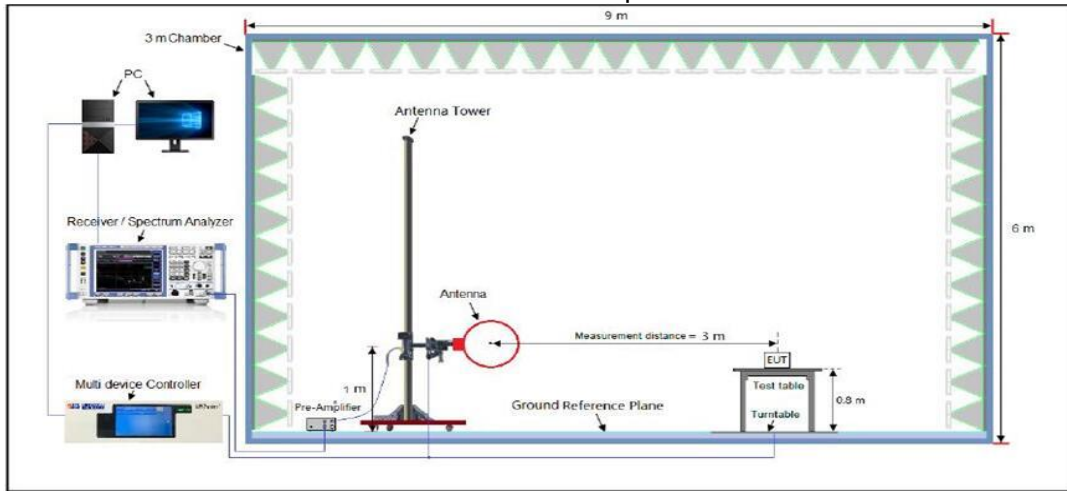 9 m
3 m Chamber
PC
Antenna Tower
Receiver / Spectrum Analyzer
6 m
Antenna
Measurement distance = 3 m
EUT
Multi device Controller
1 m
Test table
0.8 m
Pre-Amplifier
Ground Reference Plane
Turntable